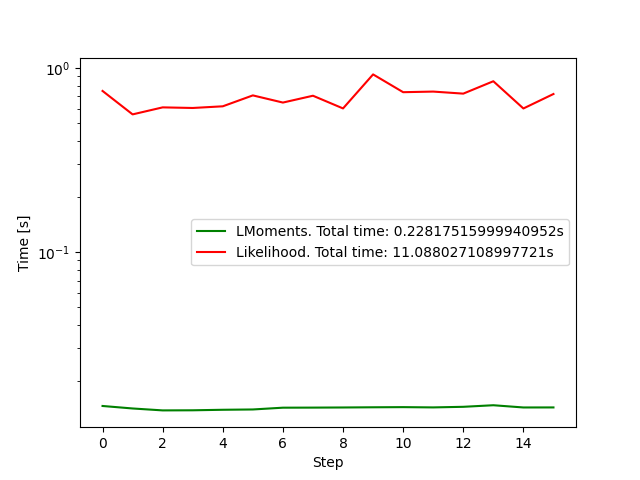 10⁰
Time [s]
10⁻¹
LMoments. Total time: 0.22817515999940952s
Likelihood. Total time: 11.088027108997721s
0 2 4 6 8 10 12 14
Step